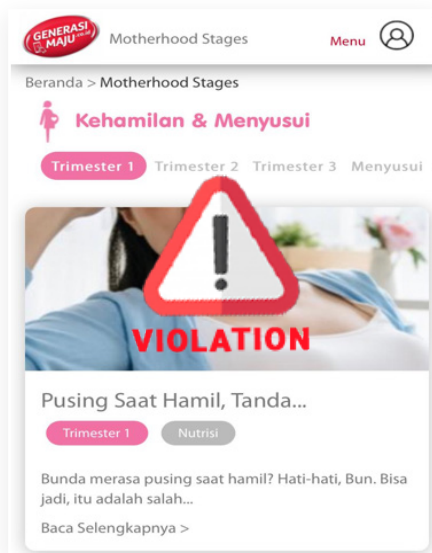 GENERASI
MAJU.co.id
Motherhood Stages
Menu
Beranda > Motherhood Stages
Kehamilan & Menyusui
Trimester 1 Trimester 2 Trimester 3 Menyusui
!
VIOLATION
Pusing Saat Hamil, Tanda...
Trimester 1 Nutrisi
Bunda merasa pusing saat hamil? Hati-hati, Bun. Bisa
jadi, itu adalah salah...
Baca Selengkapnya >